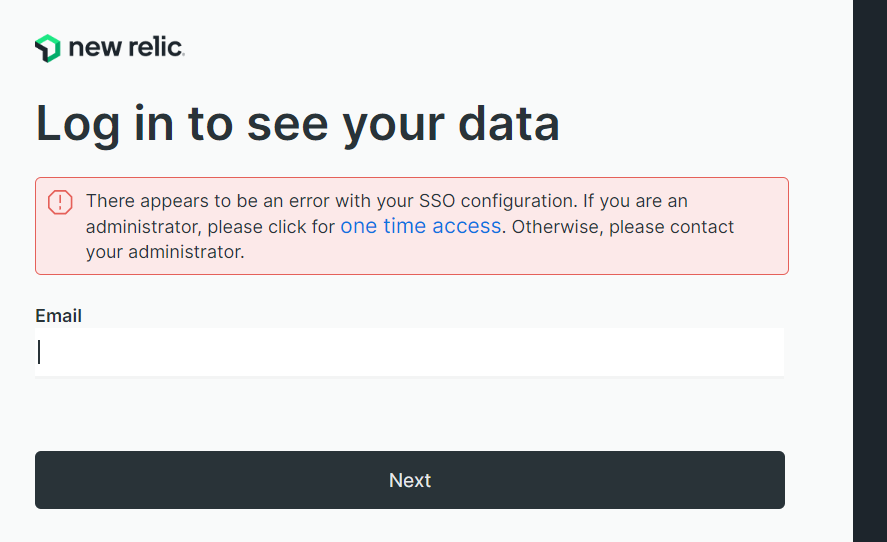 new relic.
Log in to see your data
There appears to be an error with your SSO configuration. If you are an
administrator, please click for one time access. Otherwise, please contact
your administrator.
Email
Next